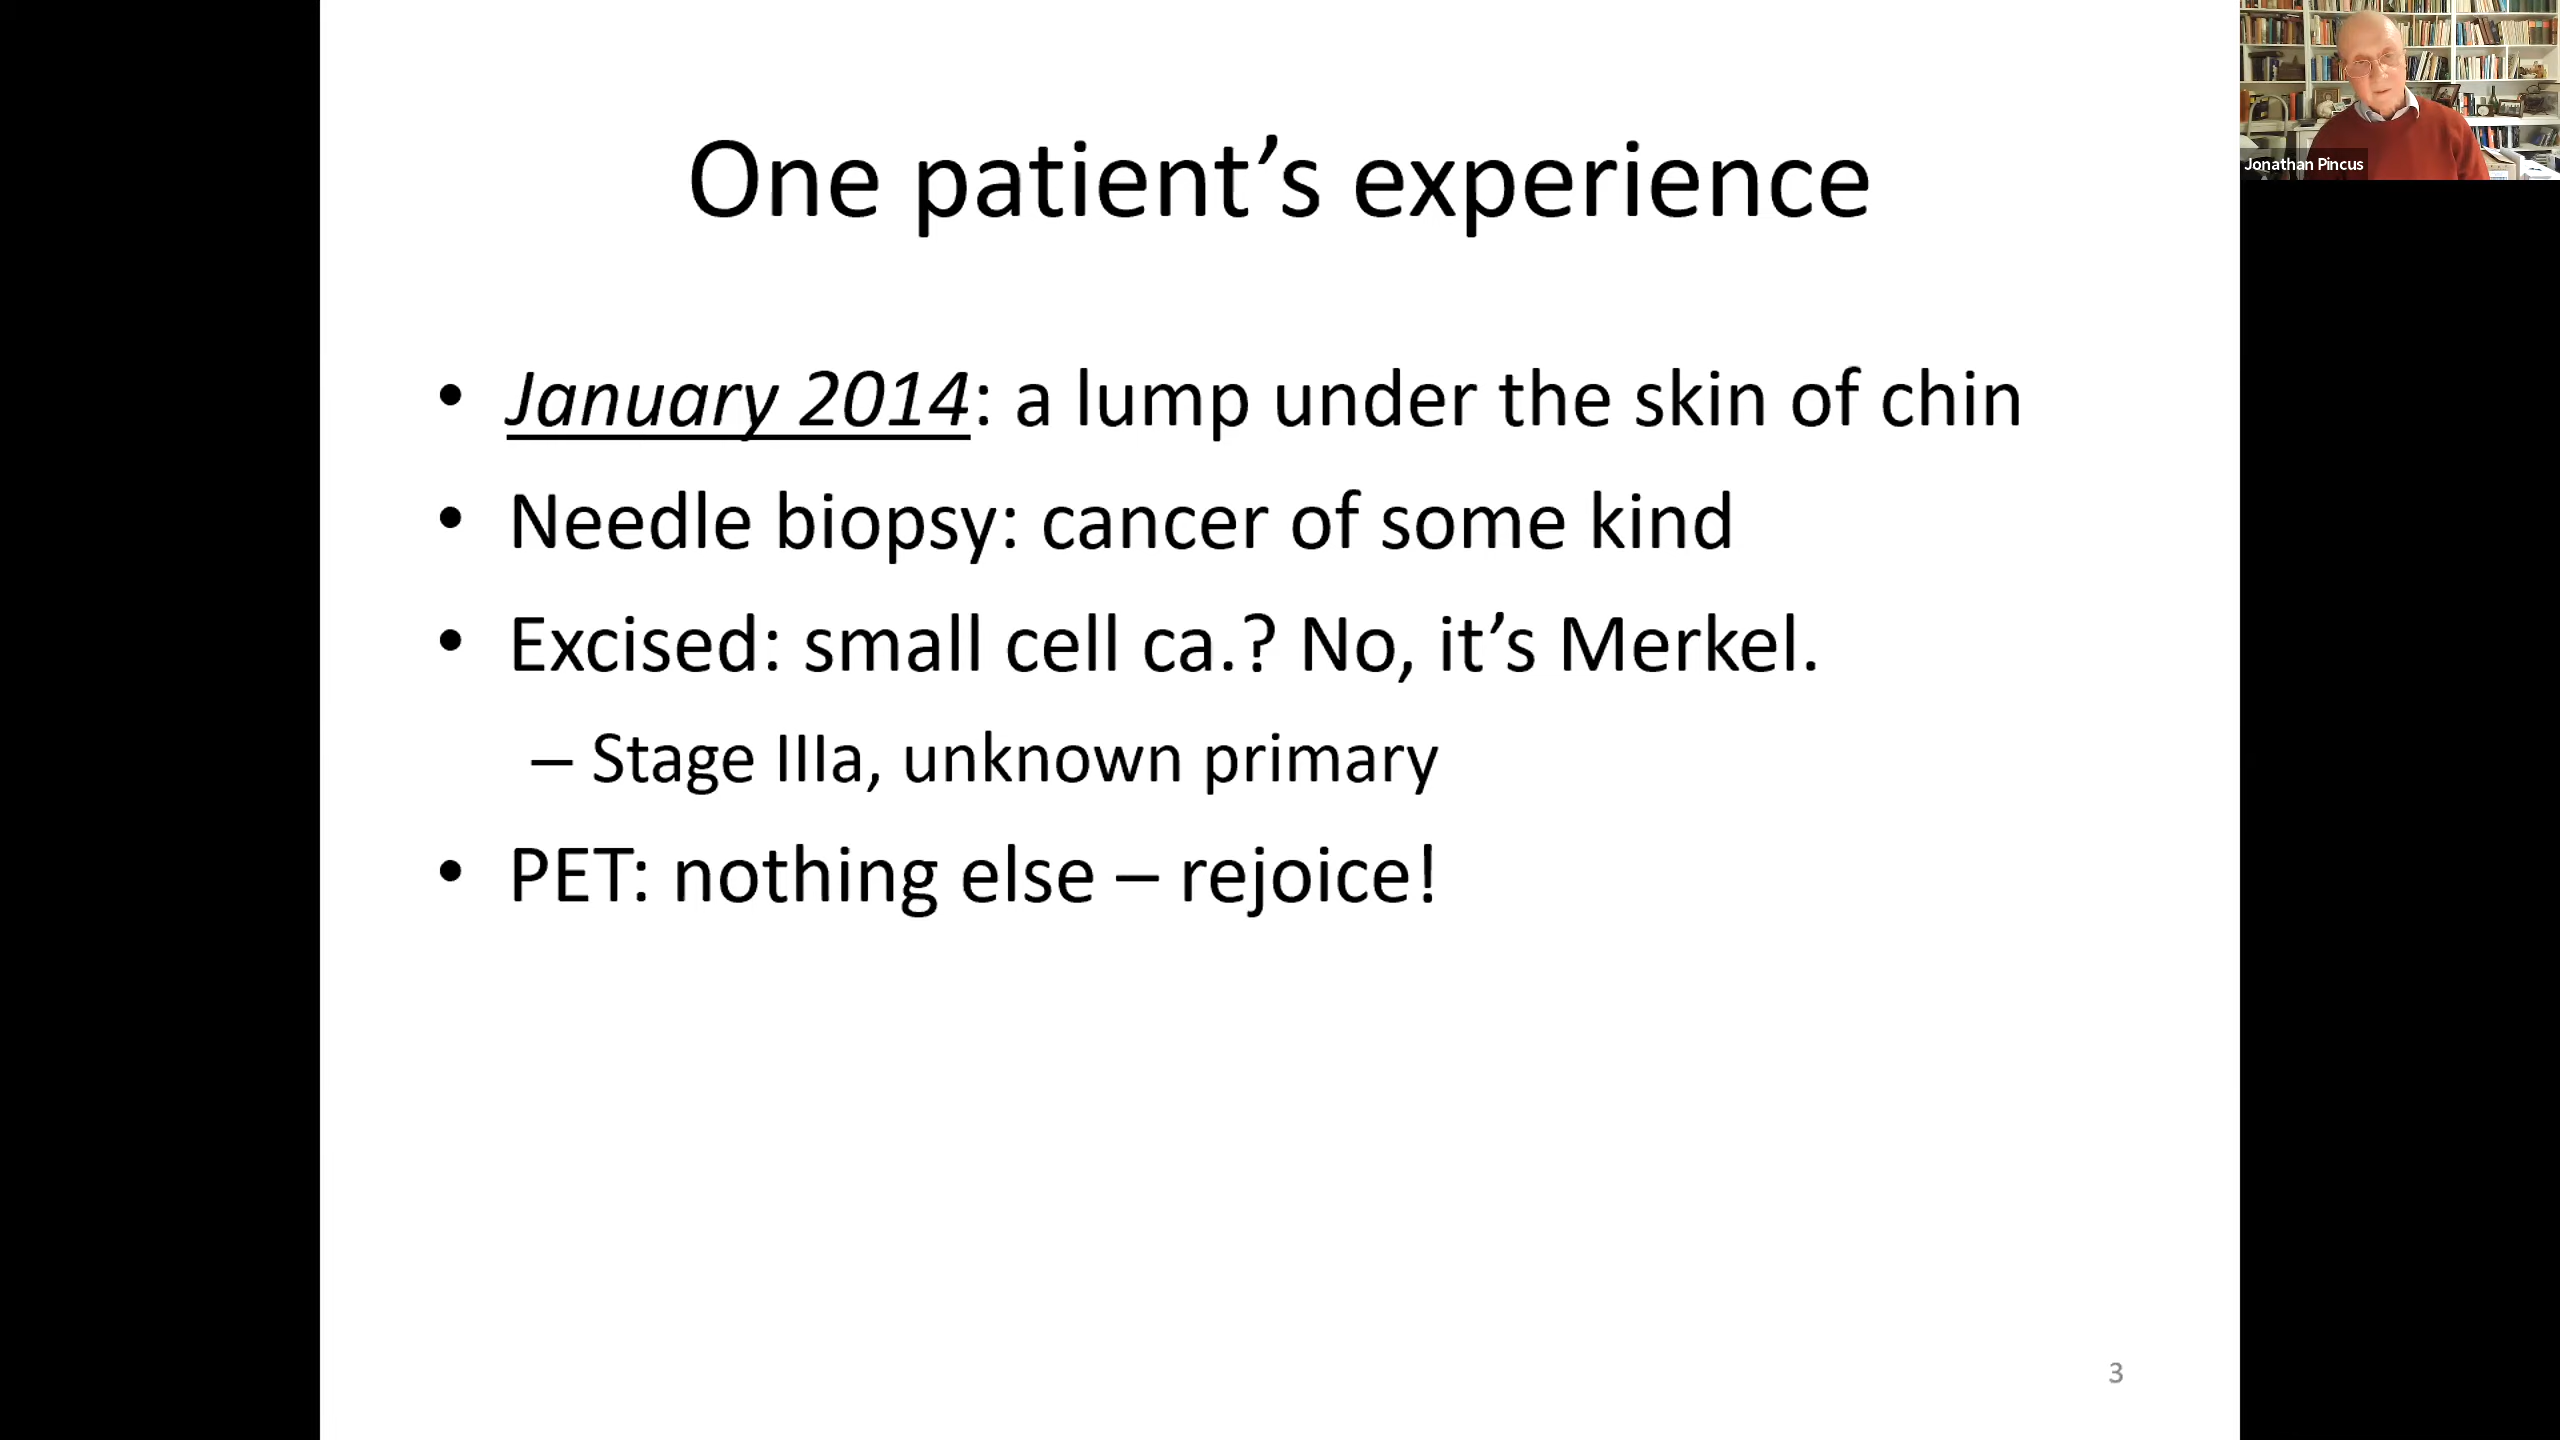 One patient’s experience
• January 2014: a lump under the skin of chin
• Needle biopsy: cancer of some kind
• Excised: small cell ca.? No, it’s Merkel.
– Stage IIIa, unknown primary
• PET: nothing else – rejoice!
3
Jonathan Pincus